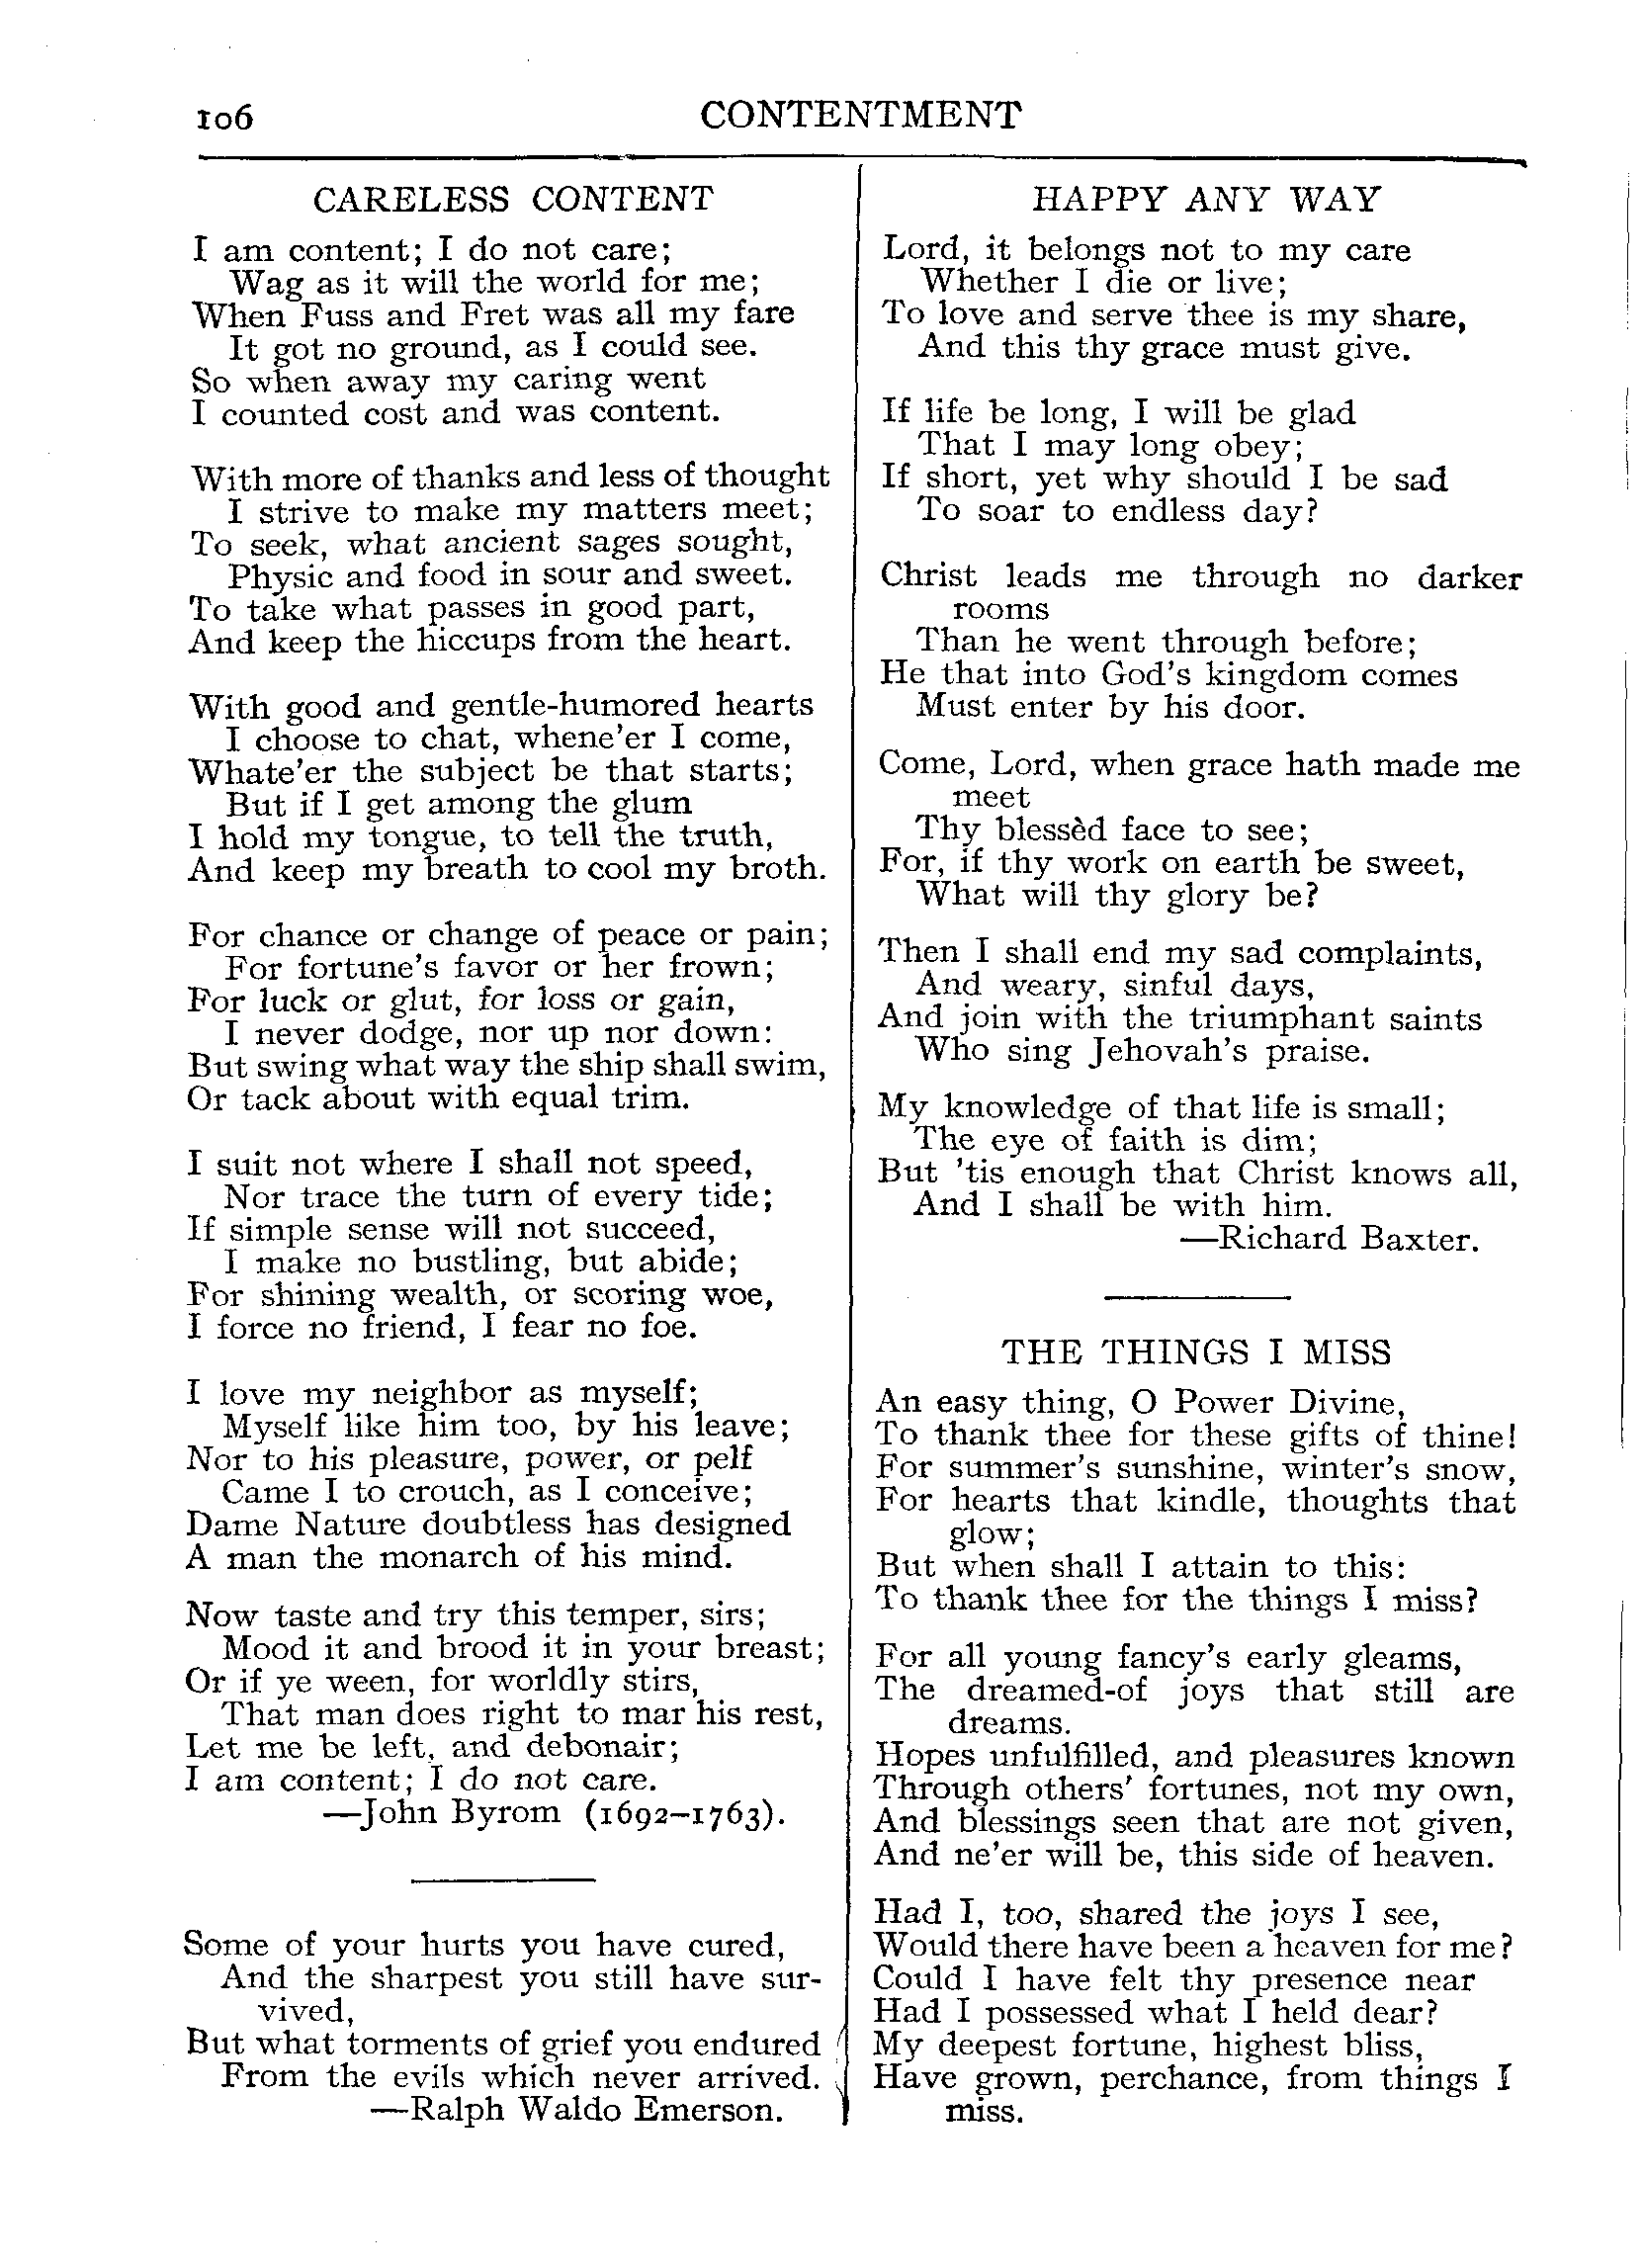 106
CONTENTMENT
CARELESS CONTENT
I am content; I do not care;
Wag as it will the world for me;
When Fuss and Fret was all my fare
It got no ground, as I could see.
So when away my caring went
I counted cost and was content.
With more of thanks and less of thought
I strive to make my matters meet;
To seek, what ancient sages sought,
Physic and food in sour and sweet.
To take what passes in good part,
And keep the hiccups from the heart.
With good and gentle-humored hearts
I choose to chat, whene'er I come,
Whate'er the subject be that starts;
But if I get among the glum
I hold my tongue, to tell the truth,
And keep my breath to cool my broth.
For chance or change of peace or pain;
For fortune's favor or her frown;
For luck or glut, for loss or gain,
I never dodge, nor up nor down:
But swing what way the ship shall swim,
Or tack about with equal trim.
I suit not where I shall not speed,
Nor trace the turn of every tide;
If simple sense will not succeed,
I make no bustling, but abide;
For shining wealth, or scoring woe,
I force no friend, I fear no foe.
I love my neighbor as myself;
Myself like him too, by his leave;
Nor to his pleasure, power, or pelf
Came I to crouch, as I conceive;
Dame Nature doubtless has designed
A man the monarch of his mind.
Now taste and try this temper, sirs;
Mood it and brood it in your breast;
Or if ye ween, for worldly stirs,
That man does right to mar his rest,
Let me be left, and debonair;
I am content; I do not care.
—John Byrom (1692–1763).
Some of your hurts you have cured,
And the sharpest you still have sur-
vived,
But what torments of grief you endured
From the evils which never arrived.
—Ralph Waldo Emerson.
HAPPY ANY WAY
Lord, it belongs not to my care
Whether I die or live;
To love and serve thee is my share,
And this thy grace must give.
If life be long, I will be glad
That I may long obey;
If short, yet why should I be sad
To soar to endless day?
Christ leads me through no darker
rooms
Than he went through before;
He that into God's kingdom comes
Must enter by his door.
Come, Lord, when grace hath made me
meet
Thy blessèd face to see;
For, if thy work on earth be sweet,
What will thy glory be?
Then I shall end my sad complaints,
And weary, sinful days,
And join with the triumphant saints
Who sing Jehovah's praise.
My knowledge of that life is small;
The eye of faith is dim;
But 'tis enough that Christ knows all,
And I shall be with him.
—Richard Baxter.
THE THINGS I MISS
An easy thing, O Power Divine,
To thank thee for these gifts of thine!
For summer's sunshine, winter's snow,
For hearts that kindle, thoughts that
glow;
But when shall I attain to this:
To thank thee for the things I miss?
For all young fancy's early gleams,
The dreamed-of joys that still are
dreams.
Hopes unfulfilled, and pleasures known
Through others' fortunes, not my own,
And blessings seen that are not given,
And ne'er will be, this side of heaven.
Had I, too, shared the joys I see,
Would there have been a heaven for me?
Could I have felt thy presence near
Had I possessed what I held dear?
My deepest fortune, highest bliss,
Have grown, perchance, from things I
miss.